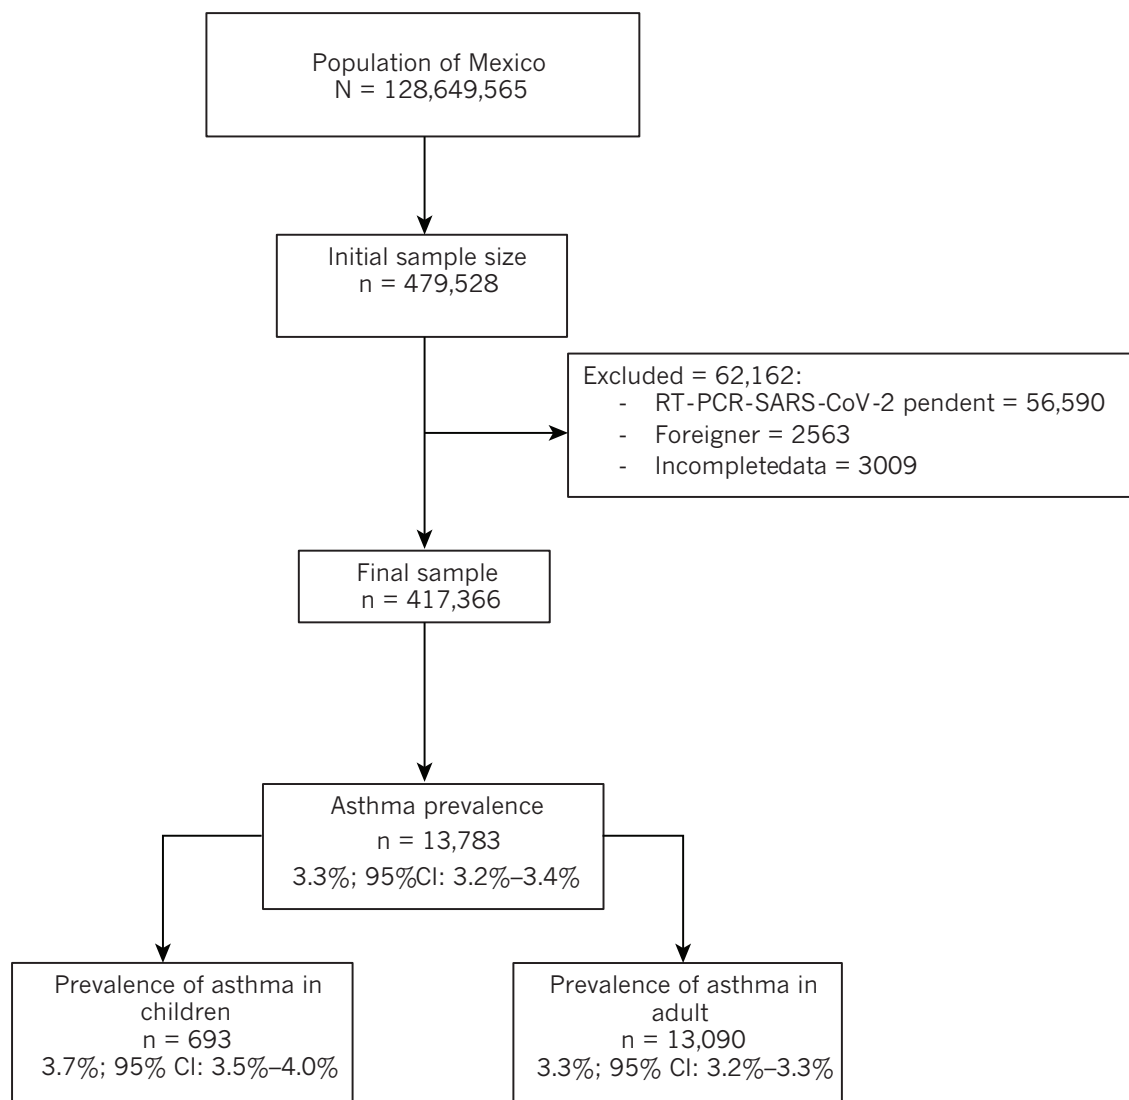 Population of Mexico
N = 128,649,565
Initial sample size
n = 479,528
Excluded = 62,162:
- RT-PCR-SARS-CoV-2 pendent = 56,590
- Foreigner = 2563
- Incompletedata = 3009
Final sample
n = 417,366
Asthma prevalence
n = 13,783
3.3%; 95%CI: 3.2%–3.4%
Prevalence of asthma in
children
n = 693
3.7%; 95% CI: 3.5%–4.0%
Prevalence of asthma in
adult
n = 13,090
3.3%; 95% CI: 3.2%–3.3%